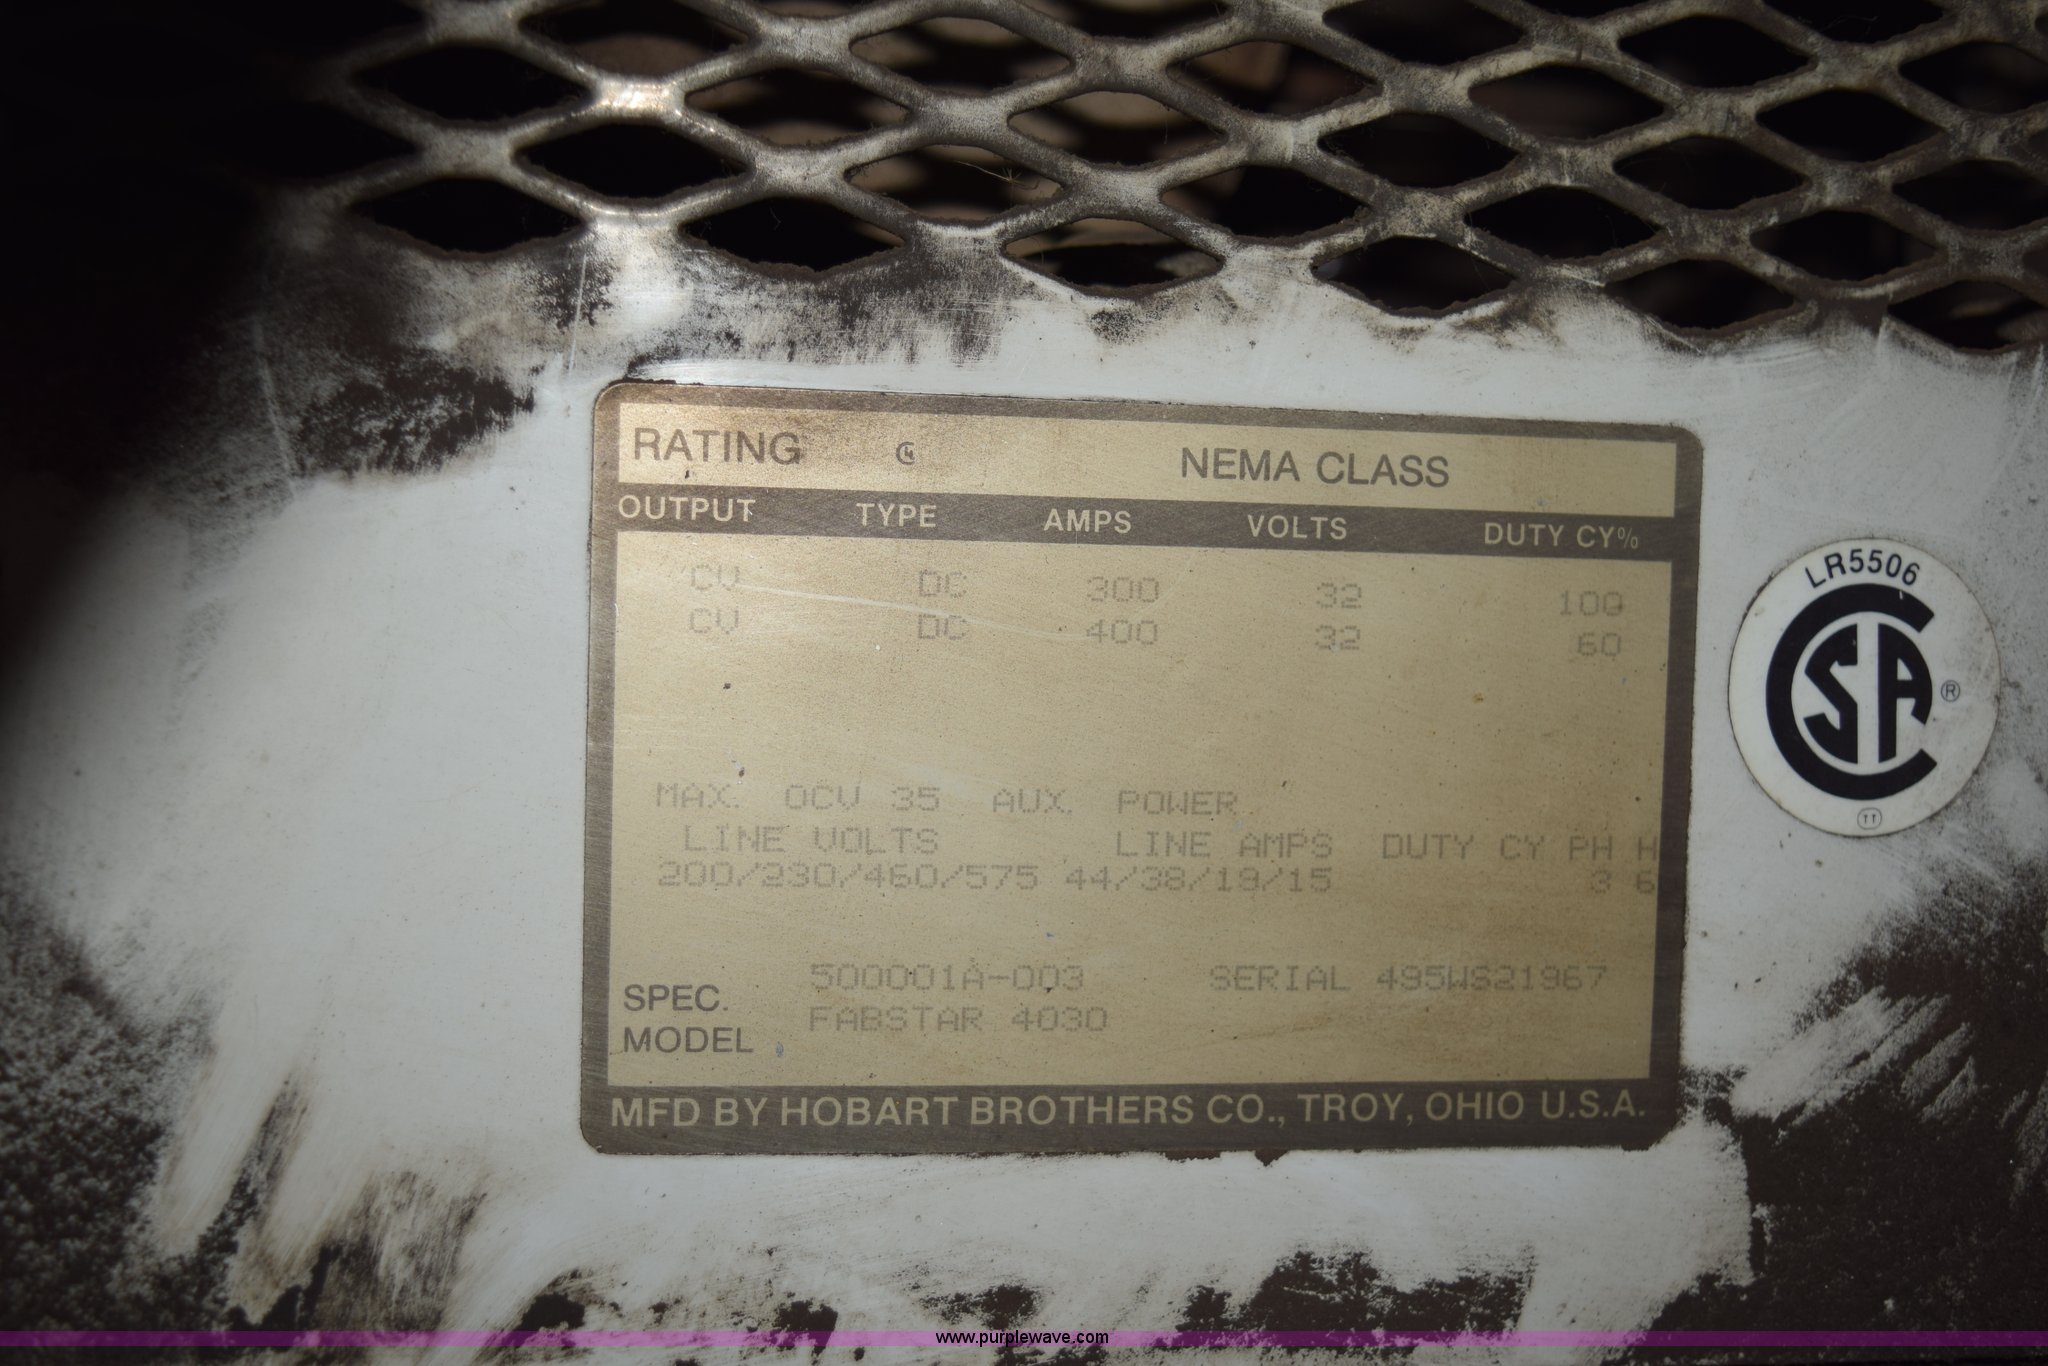 RATING NEMA CLASS
OUTPUT TYPE AMPS VOLTS DUTY CY%
CV DC 300 32 100
CV DC 400 32 60
MAX. OCV 35 AUX. POWER
LINE VOLTS LINE AMPS DUTY CY PH H
200/230/460/575 44/38/19/15 3 6
SPEC. 500001A-003 SERIAL 495WS21967
MODEL FABSTAR 4030
MFD BY HOBART BROTHERS CO., TROY, OHIO U.S.A.
LR5506
CSA ®
www.purplewave.com